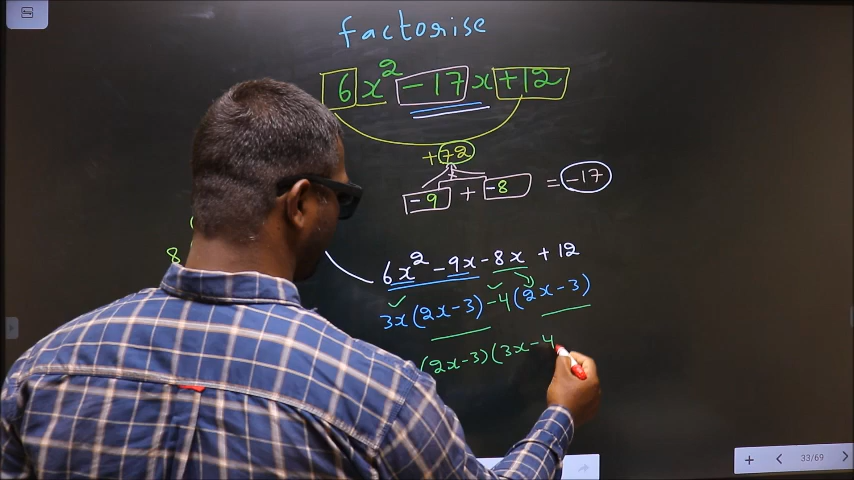 factorise
6x² -17x +12
+72
-9 + -8 = -17
8
6x² - 9x - 8x + 12
3x(2x-3) -4(2x-3)
(2x-3)(3x-4
33/69